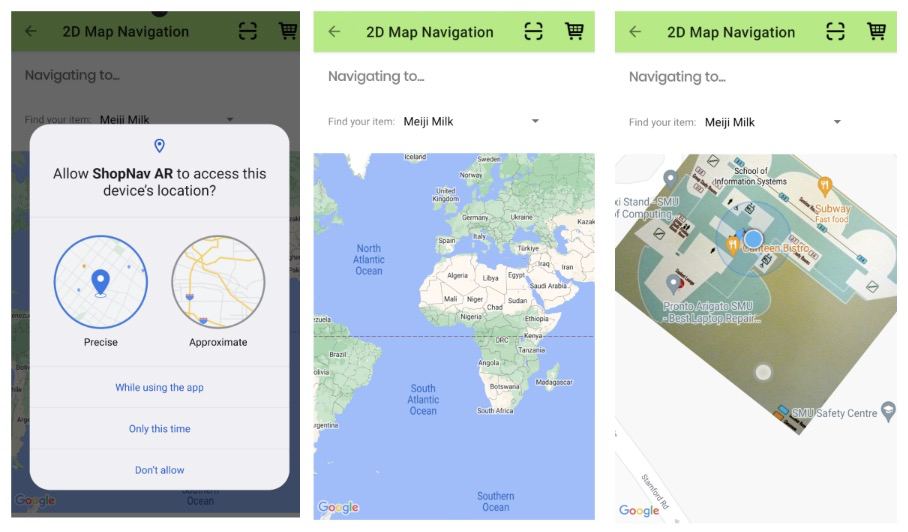 2D Map Navigation
Navigating to...
Find your item: Meiji Milk
Allow ShopNav AR to access this
device's location?
Precise
Approximate
While using the app
Only this time
Don't allow
Google
Southern
Ocean
2D Map Navigation
Navigating to...
Find your item: Meiji Milk
Iceland
Sweden
Norway
United
Kingdom
Germany
Ukraine
Kazak
Spain
Italy
Türkiye
North
Atlantic
Ocean
Iraq
Iran
Algeria
Libya
Egypt
Saudi Arabia
Mali
Niger
Chad
Sudan
Nigeria
Ethiopia
ezuela
DRC
Kenya
Tanzania
Brazil
Angola
South
Atlantic
Ocean
Botswana
Madagascar
rgentina
South Africa
Southern
Ocean
Google
2D Map Navigation
Navigating to...
Find your item: Meiji Milk
School of
Information Systems
xi Stand - SMU
of Computing
Subway
Fast food
Canteen Bistro
Pronto Arigato SMU
- Best Laptop Repair...
SMU Safety Centre
Stamford Rd
Google